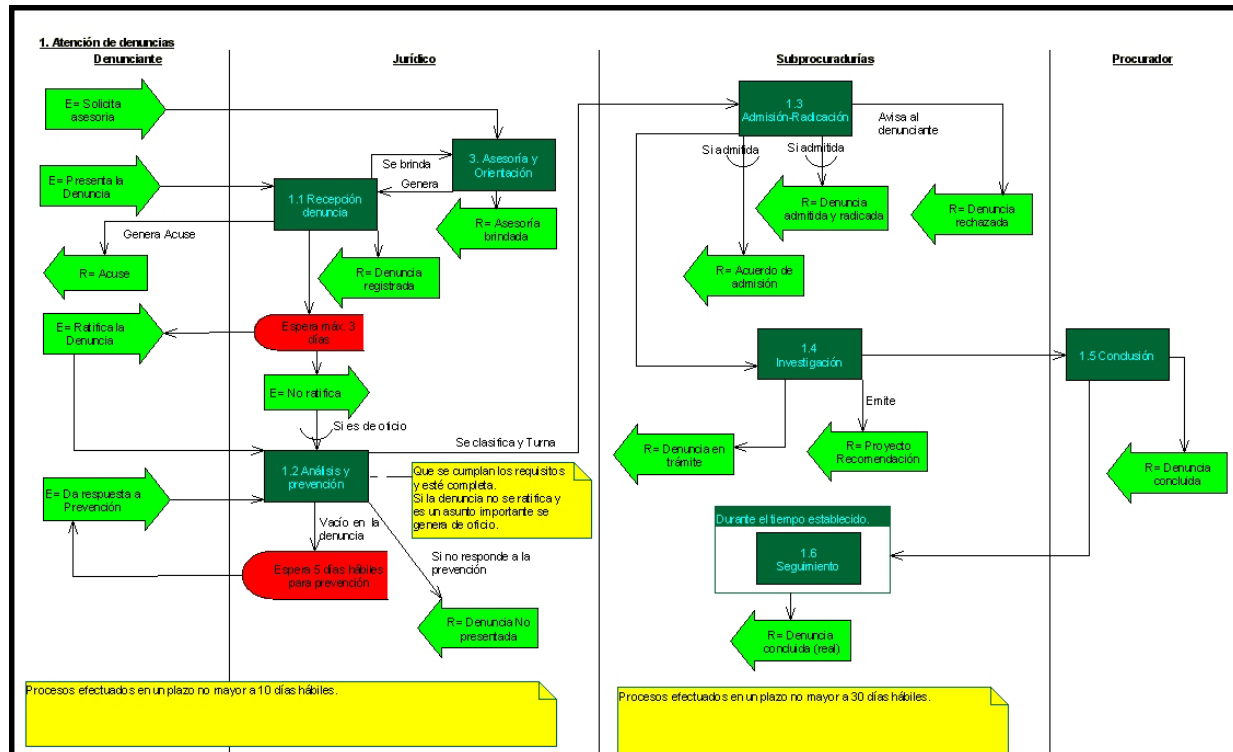 1. Atención de denuncias
Denunciante
Jurídico
Subprocuradurías
Procurador
E= Solicita
asesoria
E= Presenta la
Denuncia
Genera Acuse
R= Acuse
E= Ratifica la
Denuncia
E= Da respuesta a
Prevención
Se brinda
Genera
3. Asesoría y
Orientación
1.1 Recepción
denuncia
R= Asesoría
brindada
R= Denuncia
registrada
Espera máx. 3
días
E= No ratifica
Si es de oficio
Se clasifica y Turna
1.2 Análisis y
prevención
Que se cumplan los requisitos
y esté completa.
Si la denuncia no se ratifica y
es un asunto importante se
genera de oficio.
Vacío en la
denuncia
Si no responde a la
prevención
Espera 5 días hábiles
para prevención
R= Denuncia No
presentada
1.3
Admisión-Radicación
Avisa al
denunciante
Si admitida
Si admitida
R= Denuncia
admitida y radicada
R= Denuncia
rechazada
R= Acuerdo de
admisión
1.4
Investigación
1.5 Conclusión
Emite
R= Denuncia en
trámite
R= Proyecto
Recomendación
R= Denuncia
concluida
Durante el tiempo establecido.
1.6
Seguimiento
R= Denuncia
concluida (real)
Procesos efectuados en un plazo no mayor a 10 días hábiles.
Procesos efectuados en un plazo no mayor a 30 días hábiles.